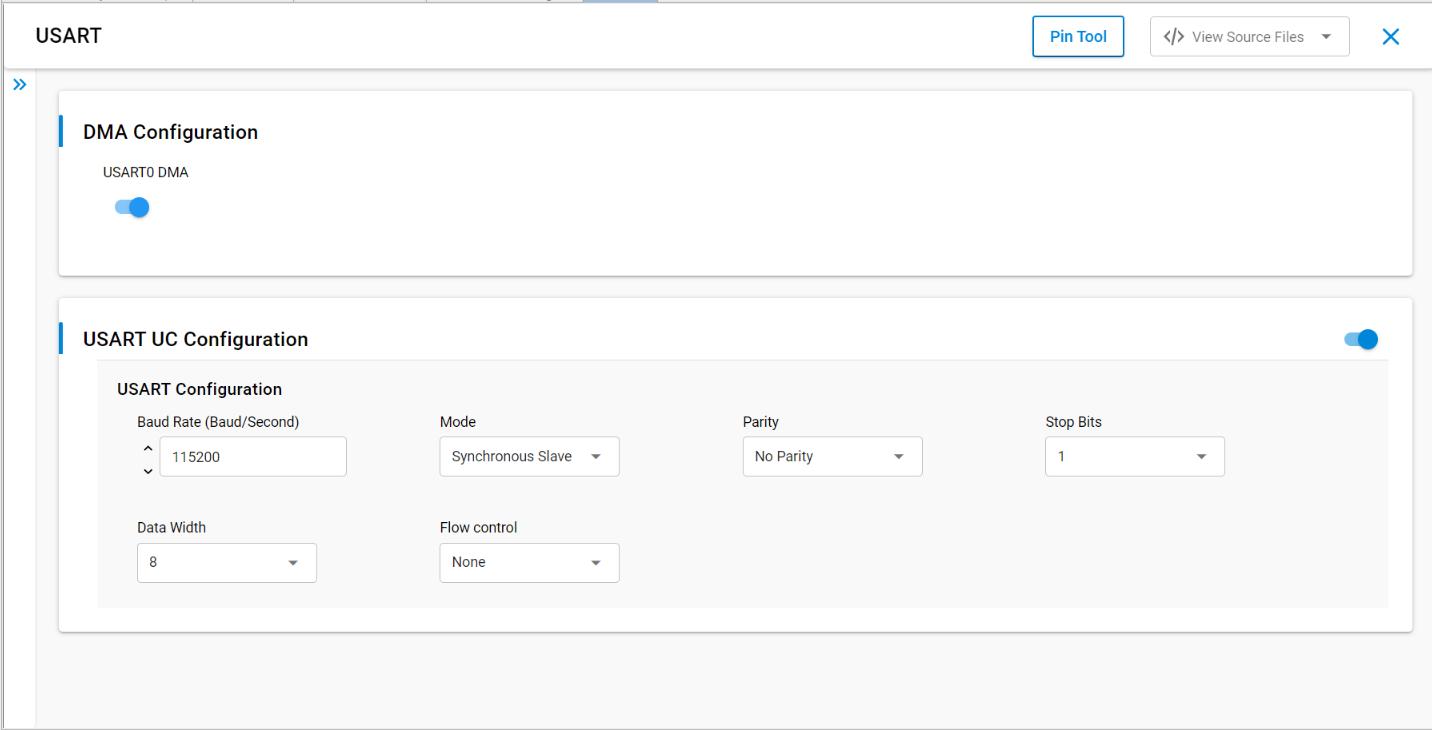 USART
Pin Tool
</> View Source Files
DMA Configuration
USART0 DMA
USART UC Configuration
USART Configuration
Baud Rate (Baud/Second) Mode Parity Stop Bits
115200 Synchronous Slave No Parity 1
Data Width Flow control
8 None